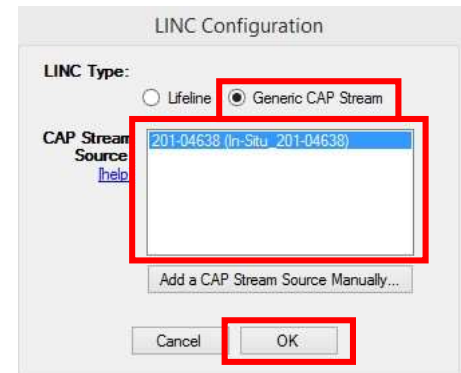 LINC Configuration
LINC Type:
Lifeline Generic CAP Stream
CAP Stream
Source
[help
201-04638 (In-Situ_201-04638)
Add a CAP Stream Source Manually...
Cancel OK